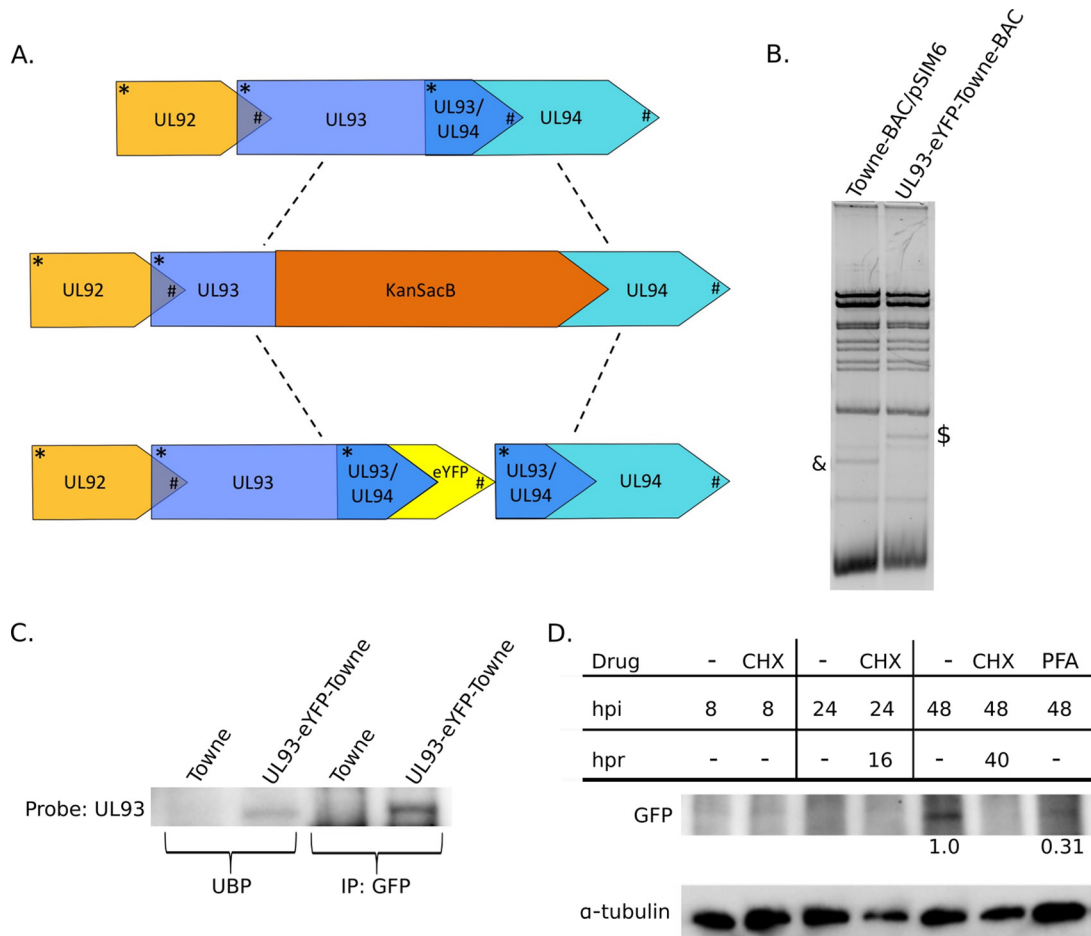 A.
* * *
UL92 # UL93 UL93/ UL94 # UL94 #
* *
UL92 # UL93 KanSacB UL94 #
* * * *
UL92 # UL93 UL93/ UL94 eYFP # UL93/ UL94 UL94 #
B.
Towne-BAC/pSIM6
UL93-eYFP-Towne-BAC
$
&
C.
Towne
UL93-eYFP-Towne
Towne
UL93-eYFP-Towne
Probe: UL93
UBP IP: GFP
D.
Drug - CHX - CHX - CHX PFA
hpi 8 8 24 24 48 48 48
hpr - - - 16 - 40 -
GFP
1.0 0.31
α-tubulin